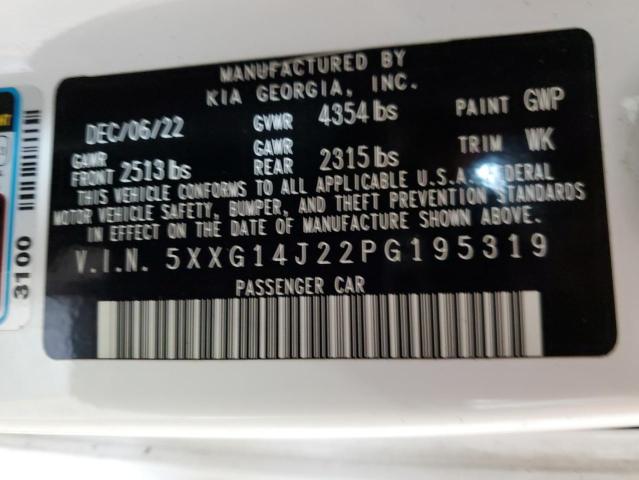 MANUFACTURED BY
KIA GEORGIA, INC.
DEC/06/22 GVWR 4354 lbs PAINT GWP
GAWR FRONT 2513 lbs GAWR REAR 2315 lbs TRIM WK
THIS VEHICLE CONFORMS TO ALL APPLICABLE U.S.A. FEDERAL
MOTOR VEHICLE SAFETY, BUMPER, AND THEFT PREVENTION STANDARDS
IN EFFECT ON THE DATE OF MANUFACTURE SHOWN ABOVE.
V.I.N. 5XXG14J22PG195319
PASSENGER CAR
3100